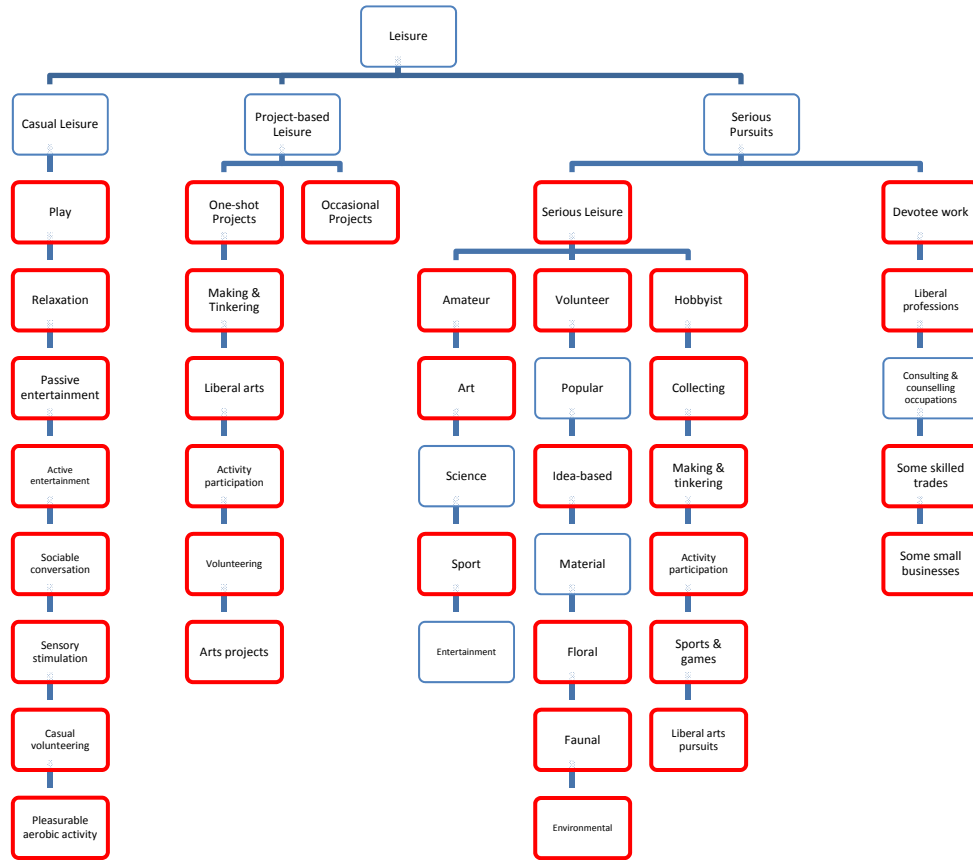 Leisure
Casual Leisure
Project-based
Leisure
Serious
Pursuits
Play
One-shot
Projects
Occasional
Projects
Serious Leisure
Devotee work
Relaxation
Making &
Tinkering
Amateur
Volunteer
Hobbyist
Liberal
professions
Passive
entertainment
Liberal arts
Art
Popular
Collecting
Consulting &
counselling
occupations
Active
entertainment
Activity
participation
Science
Idea-based
Making &
tinkering
Some skilled
trades
Sociable
conversation
Volunteering
Sport
Material
Activity
participation
Some small
businesses
Sensory
stimulation
Arts projects
Entertainment
Floral
Sports &
games
Casual
volunteering
Faunal
Liberal arts
pursuits
Pleasurable
aerobic activity
Environmental